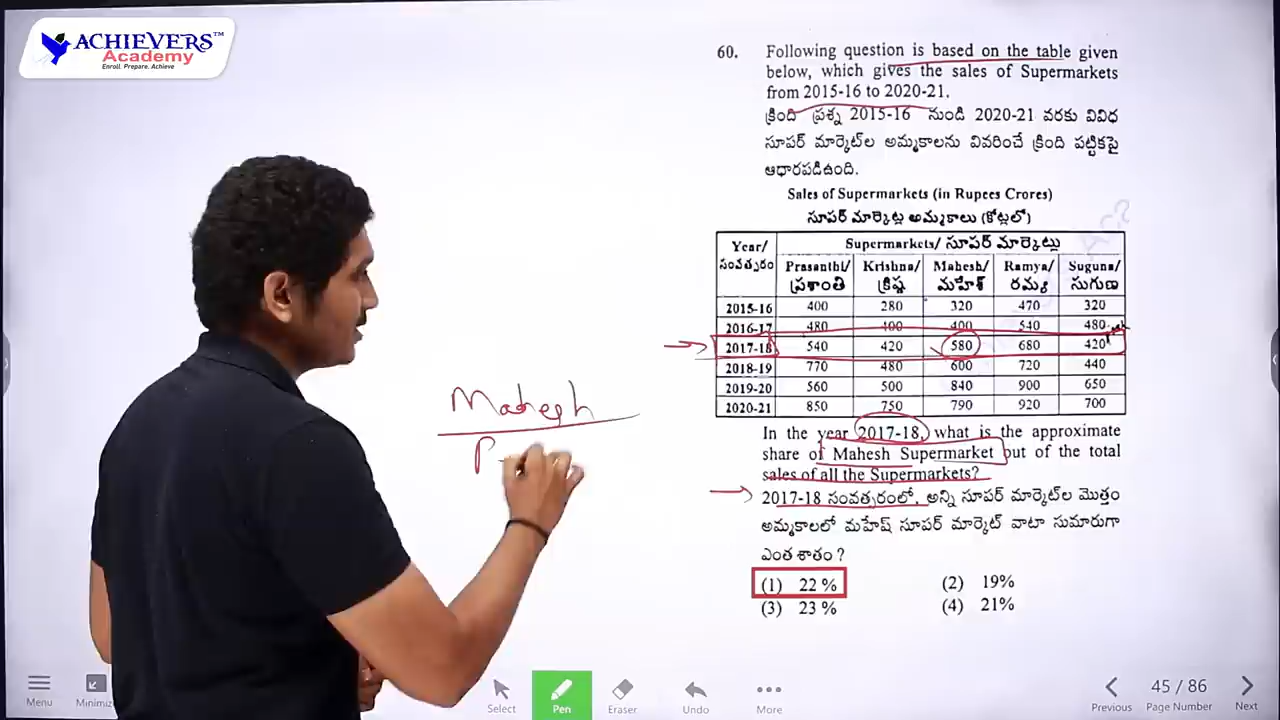 ACHIEVERS™
Academy
Enroll. Prepare. Achieve
60. Following question is based on the table given
below, which gives the sales of Supermarkets
from 2015-16 to 2020-21.
క్రింది ప్రశ్న 2015-16 నుండి 2020-21 వరకు వివిధ
సూపర్ మార్కెట్‌ల అమ్మకాలను వివరించే క్రింది పట్టికపై
ఆధారపడిఉంది.
Sales of Supermarkets (in Rupees Crores)
సూపర్ మార్కెట్ల అమ్మకాలు (కోట్లలో)
Year/ Supermarkets/ సూపర్ మార్కెట్లు
సంవత్సరం Prasanthi/ Krishna/ Mahesh/ Ramya/ Suguna/
ప్రశాంతి క్రిష్ణ మహేశ్ రమ్య సుగుణ
2015-16 400 280 320 470 320
2016-17 480 400 400 540 480
2017-18 540 420 580 680 420
2018-19 770 480 600 720 440
2019-20 560 500 840 900 650
2020-21 850 750 790 920 700
In the year 2017-18, what is the approximate
share of Mahesh Supermarket out of the total
sales of all the Supermarkets?
2017-18 సంవత్సరంలో, అన్ని సూపర్ మార్కెట్‌ల మొత్తం
అమ్మకాలలో మహేష్ సూపర్ మార్కెట్ వాటా సుమారుగా
ఎంత శాతం ?
(1) 22 % (2) 19%
(3) 23 % (4) 21%
Mahesh
P
Menu
Select
Pen
Eraser
Undo
More
45 / 86
Previous Page Number Next